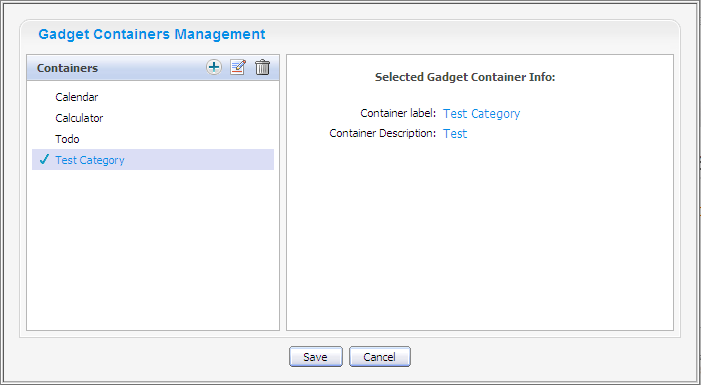 Gadget Containers Management
Containers
Calendar
Calculator
Todo
Test Category
Selected Gadget Container Info:
Container label: Test Category
Container Description: Test
Save Cancel